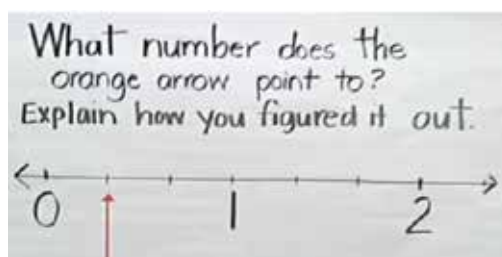 What number does the
orange arrow point to?
Explain how you figured it out.
0 1 2